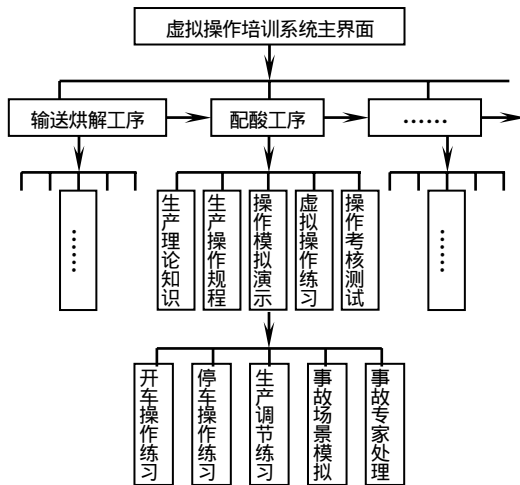 虚拟操作培训系统主界面
输送烘解工序
配酸工序
……
……
生产理论知识
生产操作规程
操作模拟演示
虚拟操作练习
操作考核测试
……
开车操作练习
停车操作练习
生产调节练习
事故场景模拟
事故专家处理